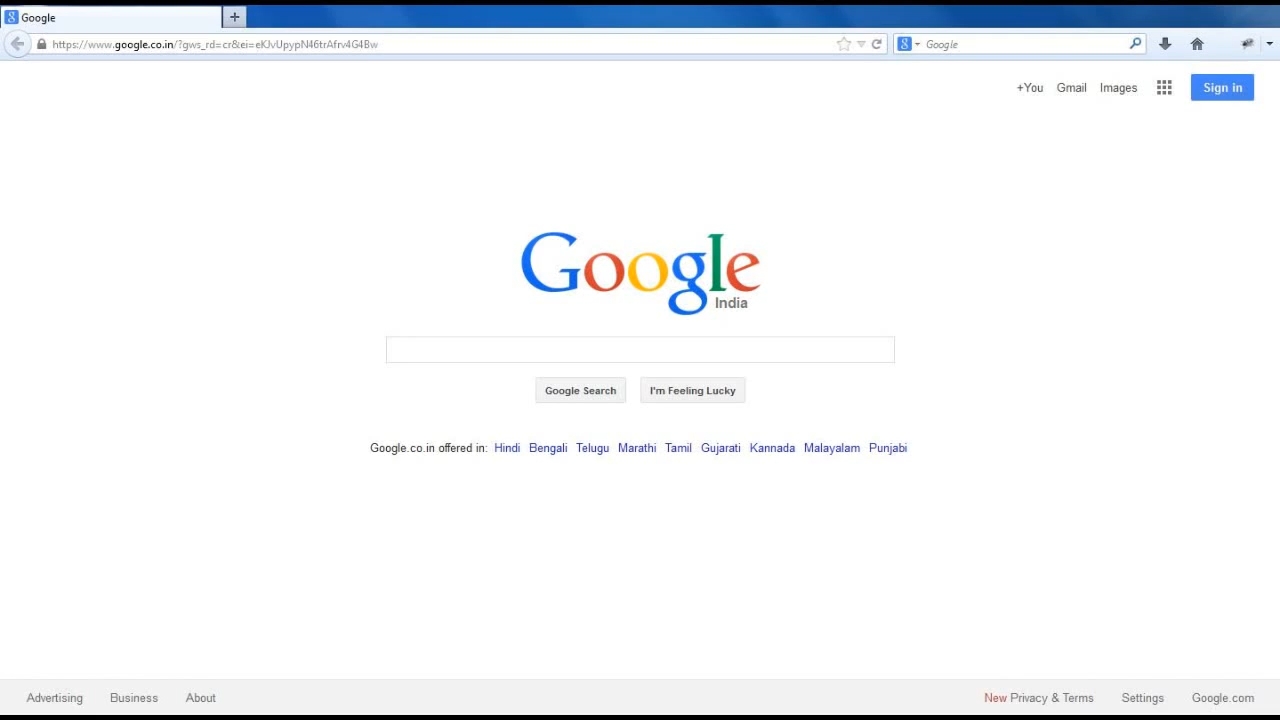 Google
https://www.google.co.in/?gws_rd=cr&ei=eKJvUpypN46trAfrv4G4Bw
Google
+You Gmail Images Sign in
Google
India
Google Search I'm Feeling Lucky
Google.co.in offered in: Hindi Bengali Telugu Marathi Tamil Gujarati Kannada Malayalam Punjabi
Advertising Business About New Privacy & Terms Settings Google.com